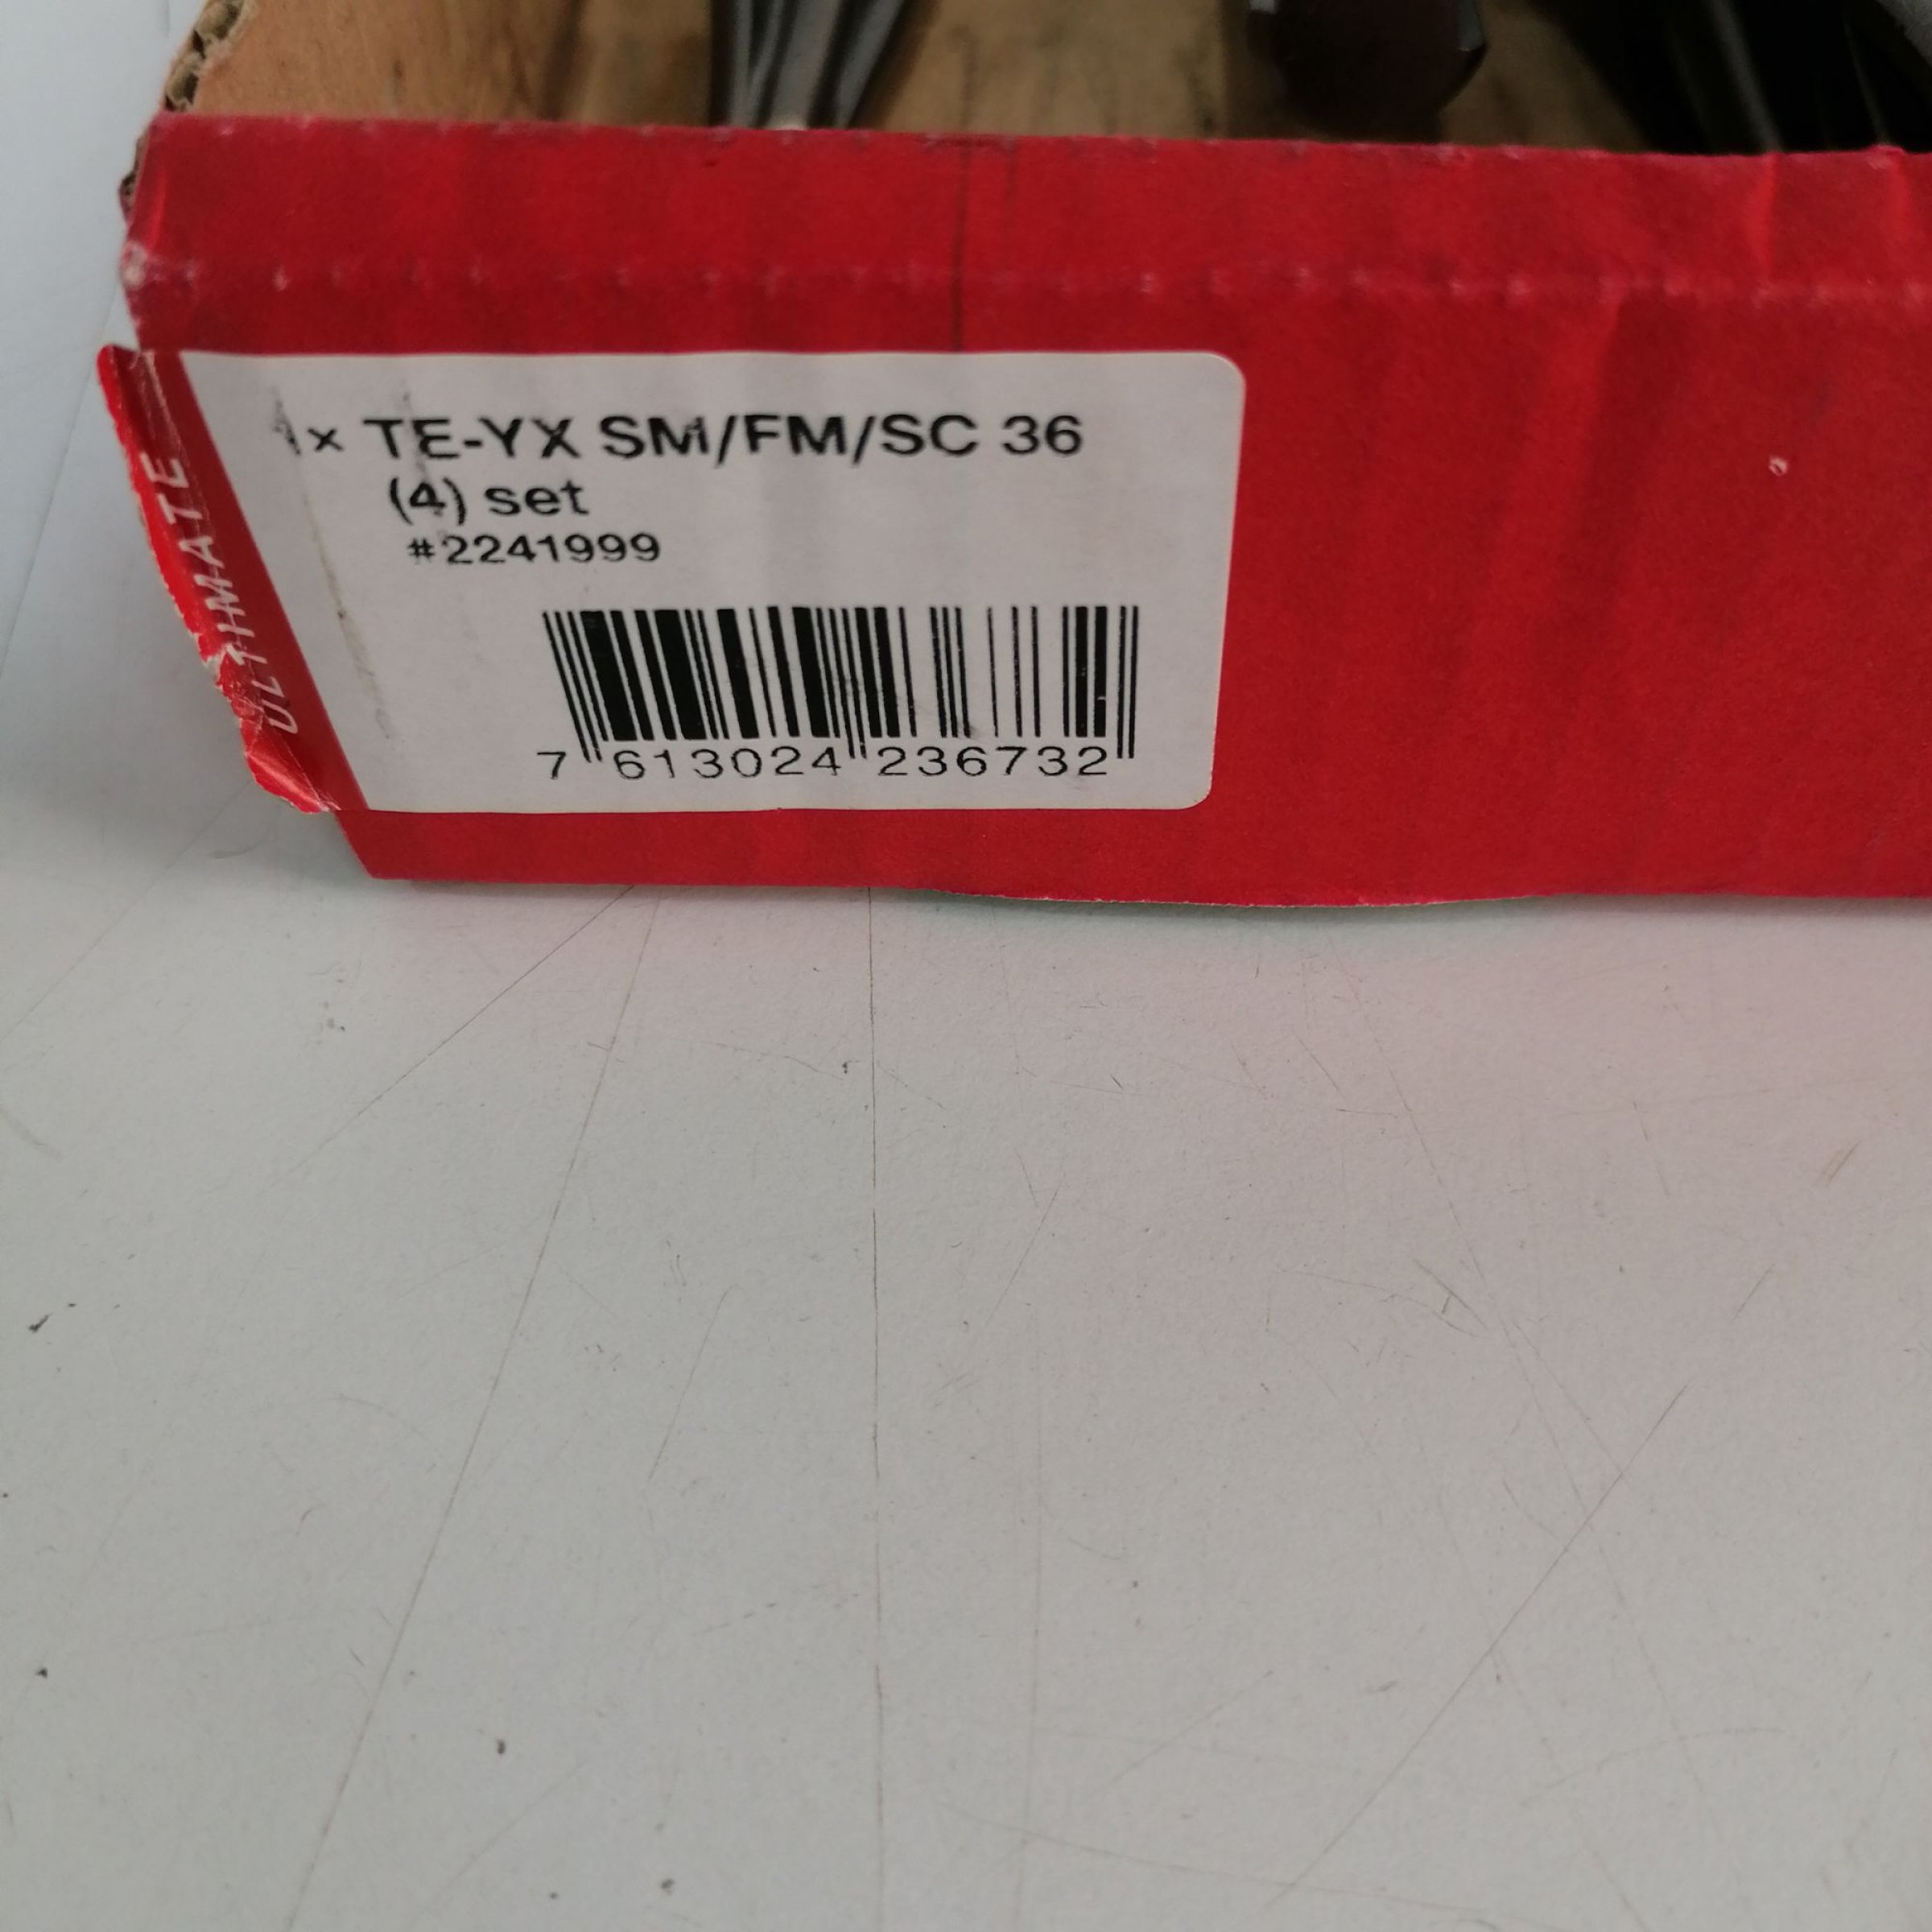 1x TE-YX SM/FM/SC 36
(4) set
#2241999
7 613024 236732
ULTIMATE